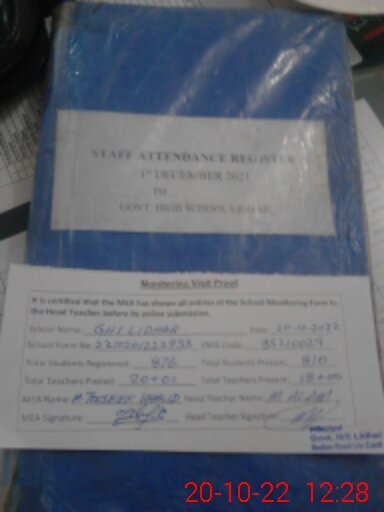 STAFF ATTENDANCE REGISTER
1ST DECEMBER 2021
TO
GOVT. HIGH SCHOOL
Monitoring Visit Proof
It is certified that the MEA has shown all entries of the School Monitoring Form to
the Head Teacher before its online submission.
School Name: GHS LIDHAR Date: 20-10-2022
School Form No: EMIS Code:
Total Students Registered: 876 Total Students Present: 810
Total Teachers Posted: 20+01 Total Teachers Present: 18+00
MEA Name: Head Teacher Name:
MEA Signature: Head Teacher Signature:
Principal
Govt. H/S Lidhar
20-10-22 12:28